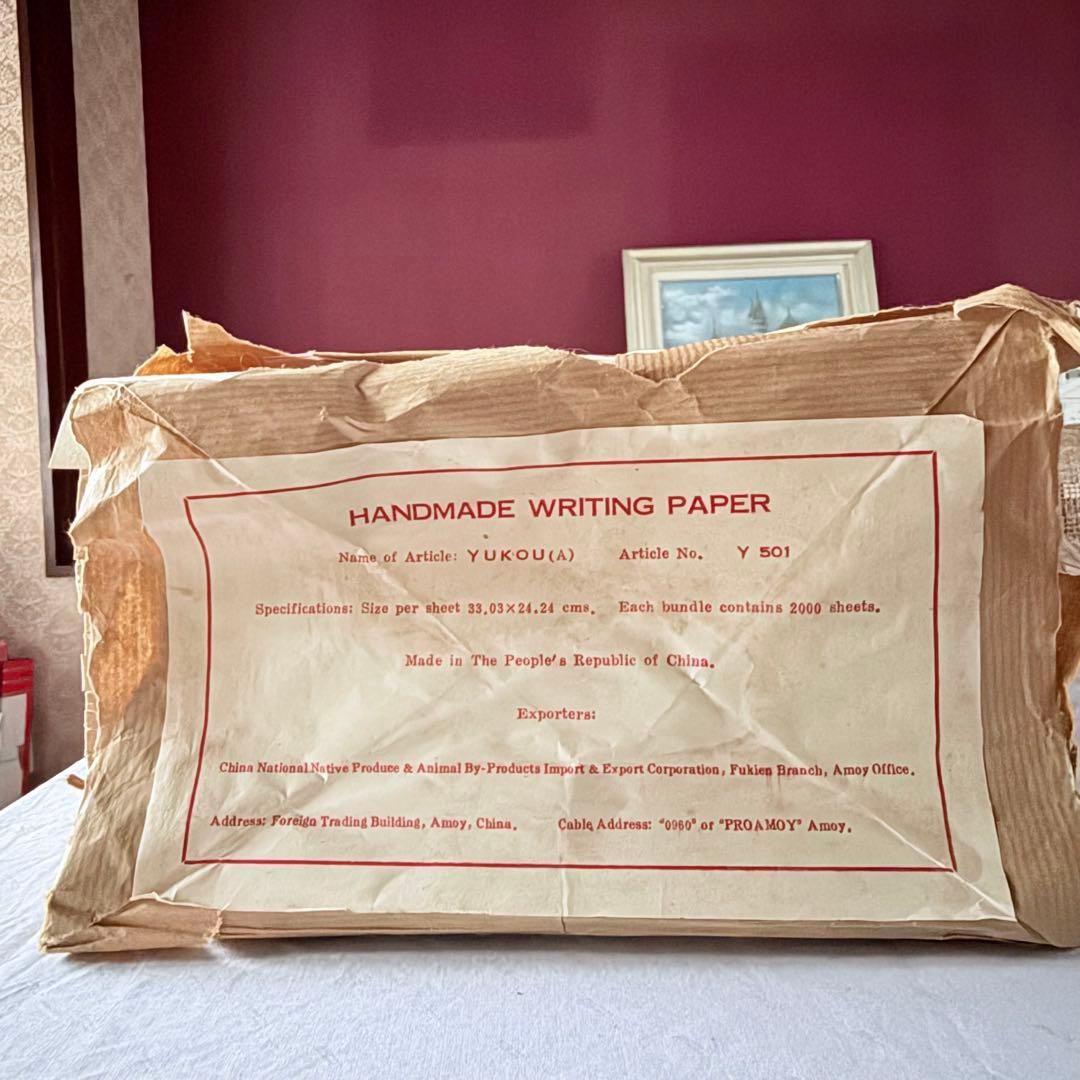 HANDMADE WRITING PAPER
Name of Article: YUKOU(A) Article No. Y 501
Specifications: Size per sheet 33.03×24.24 cms. Each bundle contains 2000 sheets.
Made in The People's Republic of China.
Exporters:
China National Native Produce & Animal By-Products Import & Export Corporation, Fukien Branch, Amoy Office.
Address: Foreign Trading Building, Amoy, China. Cable Address: "0960" or "PROAMOY" Amoy.